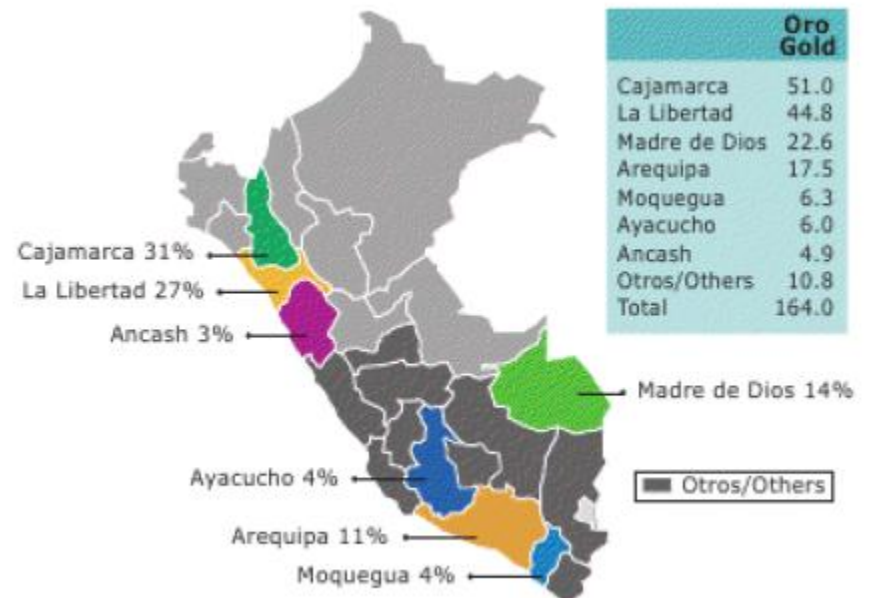 Oro
Gold
Cajamarca 51.0
La Libertad 44.8
Madre de Dios 22.6
Arequipa 17.5
Moquegua 6.3
Ayacucho 6.0
Ancash 4.9
Otros/Others 10.8
Total 164.0
Cajamarca 31%
La Libertad 27%
Ancash 3%
Madre de Dios 14%
Ayacucho 4%
Otros/Others
Arequipa 11%
Moquegua 4%